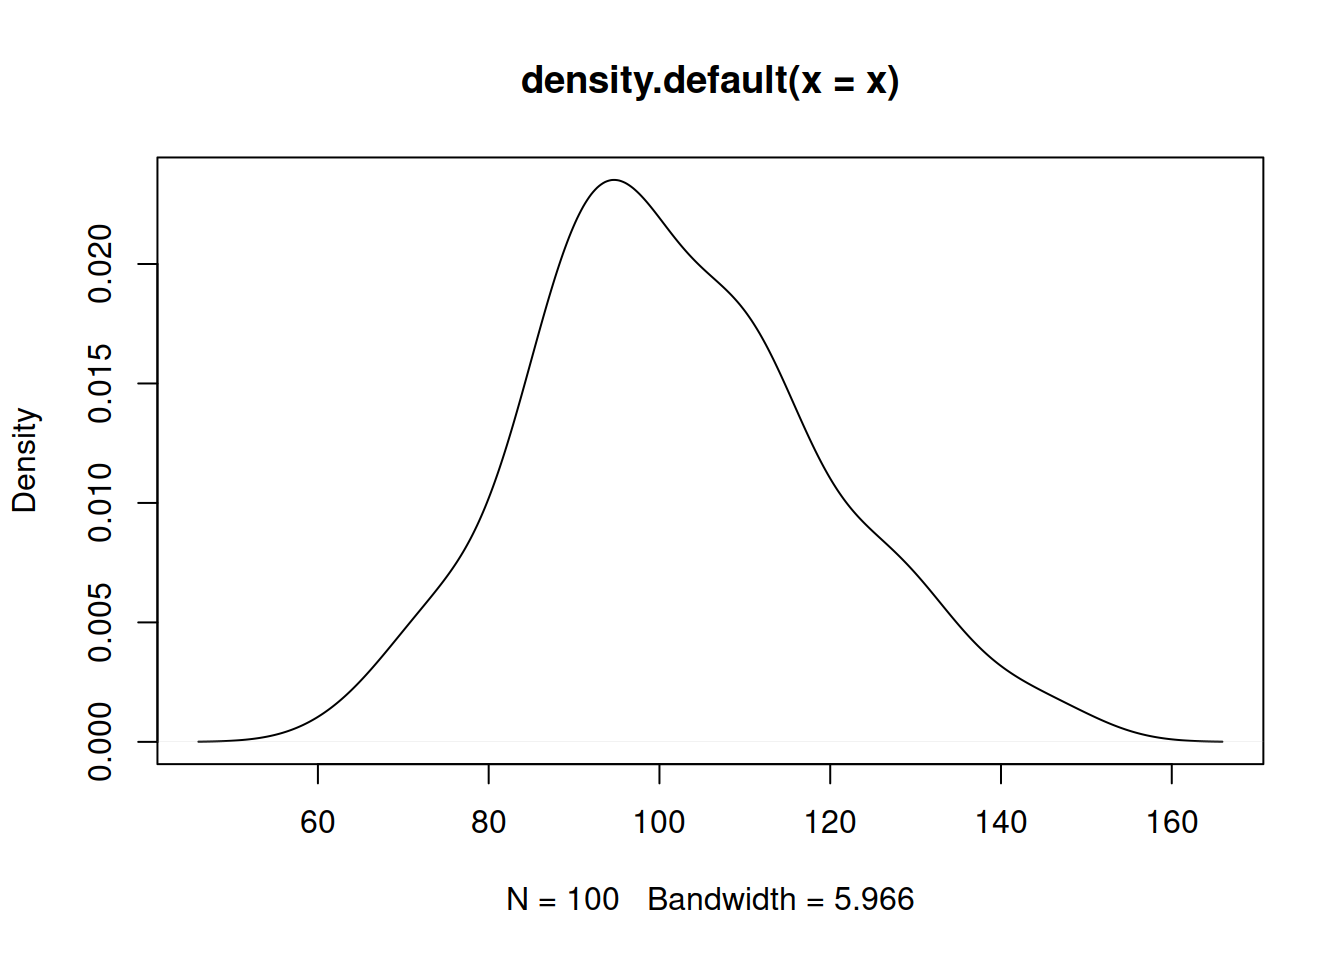 density.default(x = x)
Density
0.020
0.015
0.010
0.005
0.000
60 80 100 120 140 160
N = 100 Bandwidth = 5.966